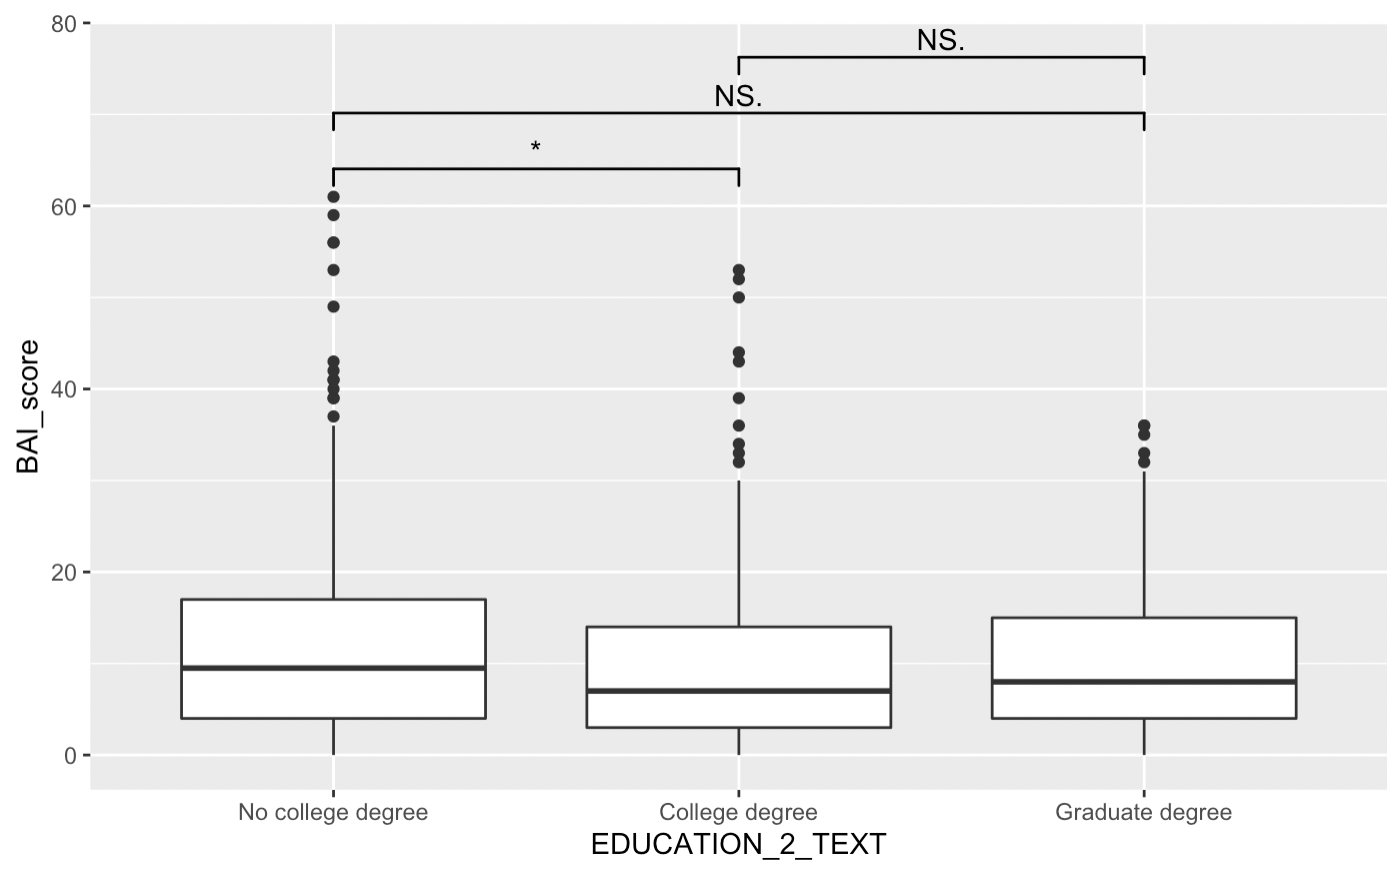 80
NS.
NS.
*
60
40
20
0
BAI_score
No college degree College degree Graduate degree
EDUCATION_2_TEXT